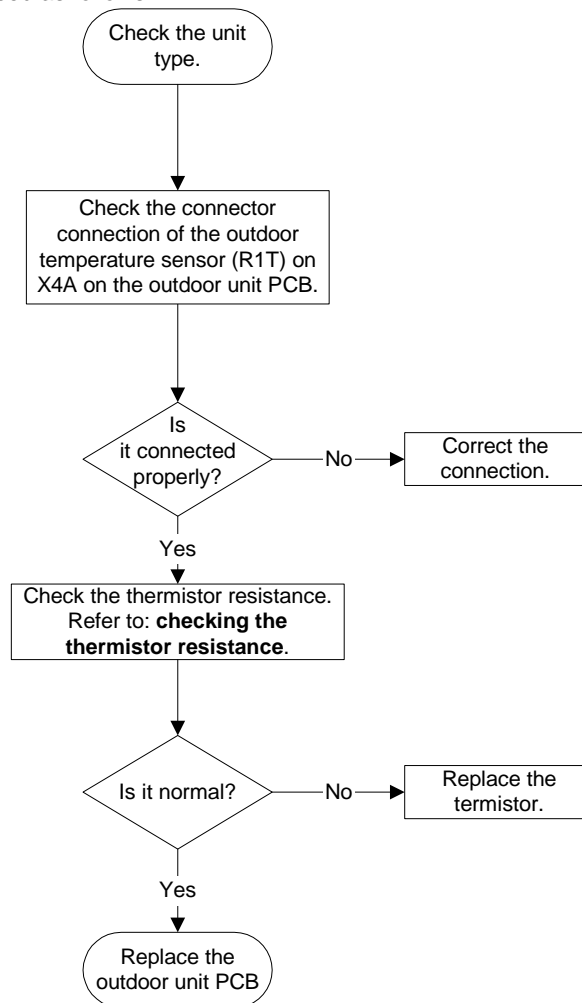 Check the unit
type.
Check the connector
connection of the outdoor
temperature sensor (R1T) on
X4A on the outdoor unit PCB.
Is
it connected
properly?
No
Correct the
connection.
Yes
Check the thermistor resistance.
Refer to: checking the
thermistor resistance.
Is it normal?
No
Replace the
termistor.
Yes
Replace the
outdoor unit PCB